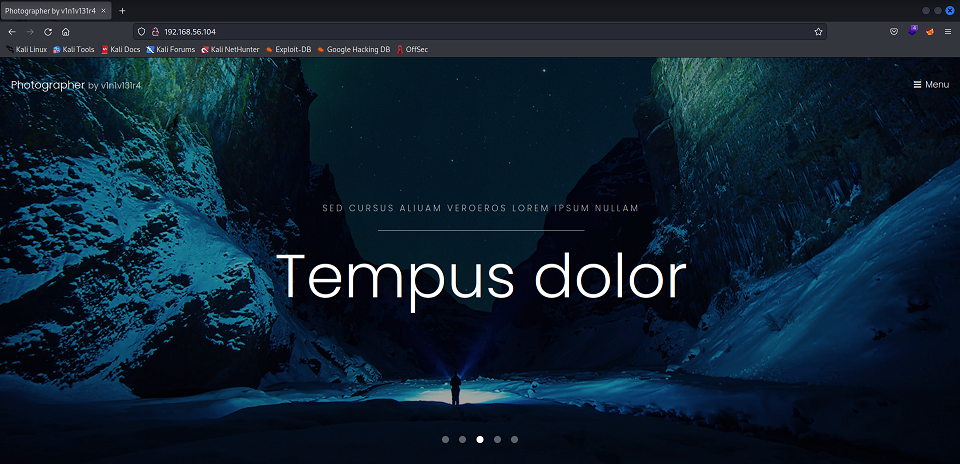 Photographer by v1n1v131r4
192.168.56.104
Kali Linux Kali Tools Kali Docs Kali Forums Kali NetHunter Exploit-DB Google Hacking DB OffSec
Photographer by v1n1v131r4
Menu
SED CURSUS ALIUAM VEROEROS LOREM IPSUM NULLAM
Tempus dolor